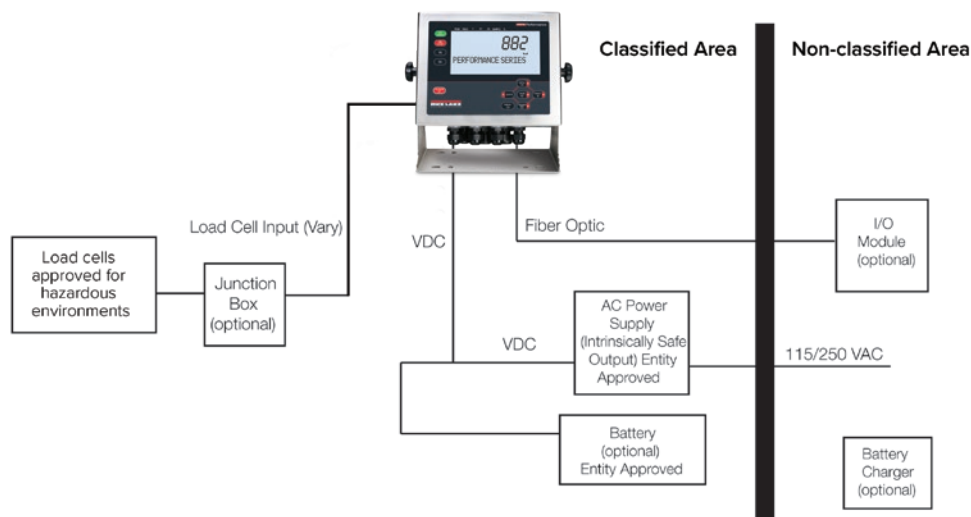 882
PERFORMANCE SERIES
RICE LAKE
Classified Area
Non-classified Area
Load Cell Input (Vary)
VDC
Fiber Optic
I/O
Module
(optional)
Load cells
approved for
hazardous
environments
Junction
Box
(optional)
VDC
AC Power
Supply
(Intrinsically Safe
Output) Entity
Approved
115/250 VAC
Battery
(optional)
Entity Approved
Battery
Charger
(optional)